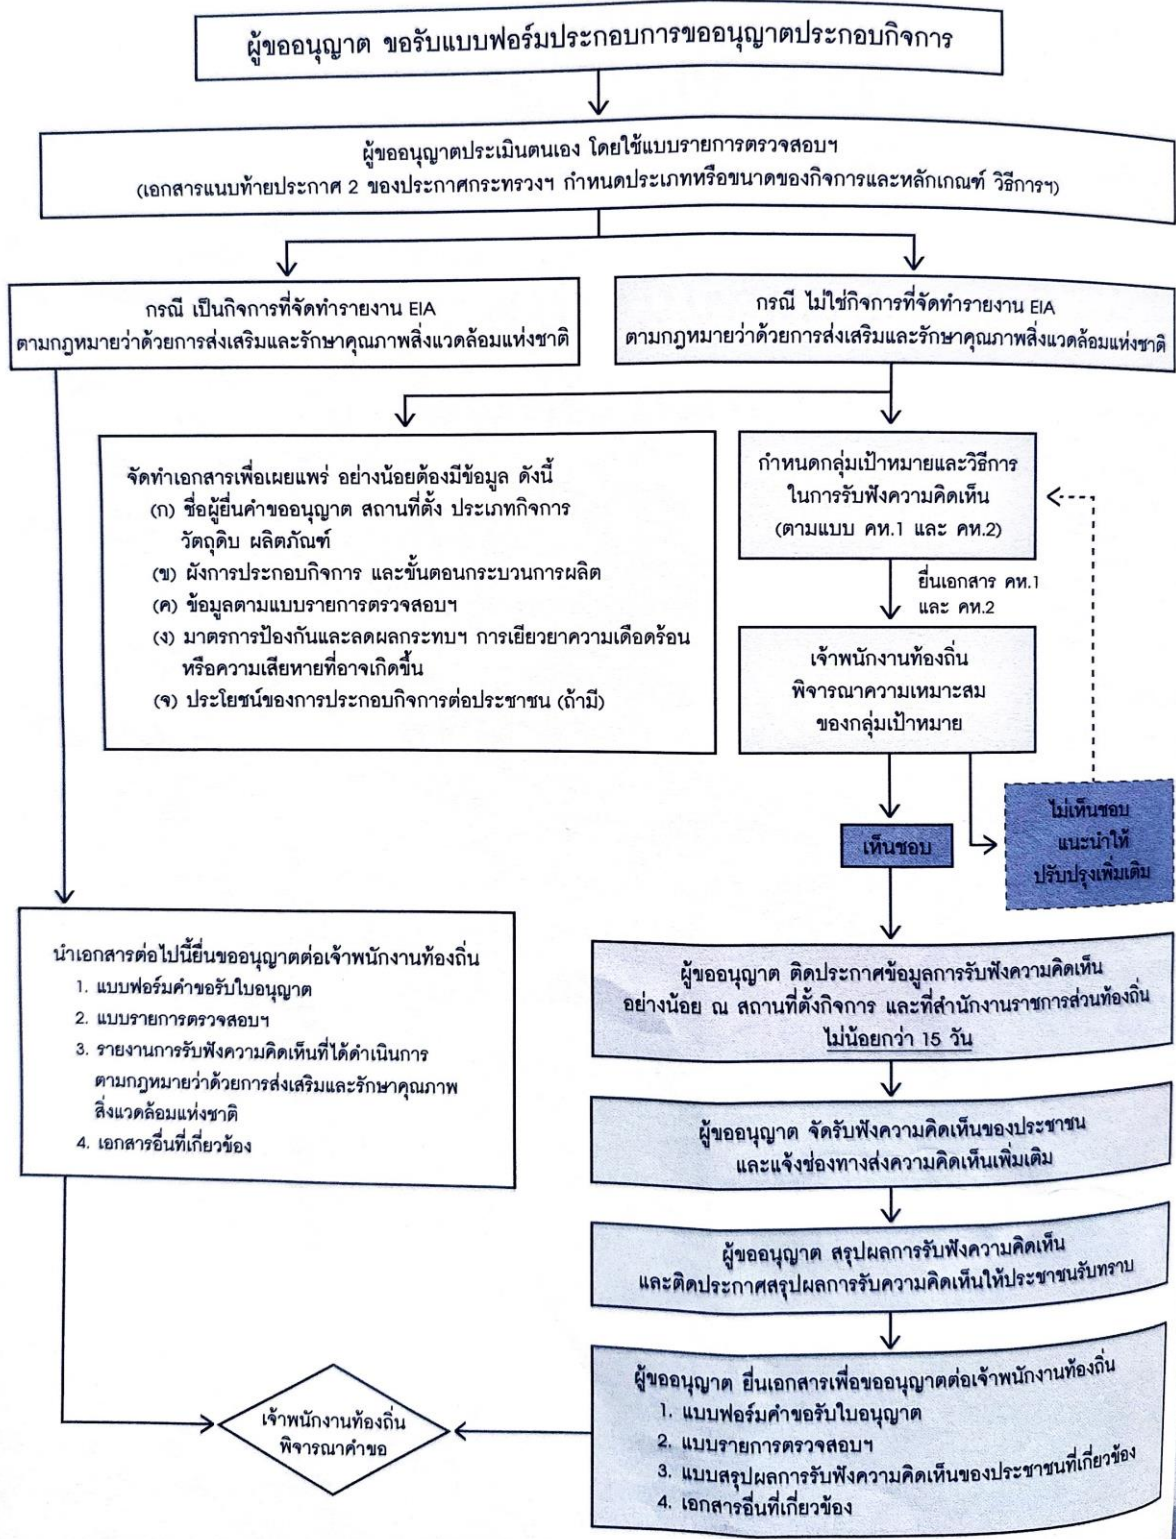 ผู้ขออนุญาต ขอรับแบบฟอร์มประกอบการขออนุญาตประกอบกิจการ
ผู้ขออนุญาตประเมินตนเอง โดยใช้แบบรายการตรวจสอบฯ
(เอกสารแนบท้ายประกาศ 2 ของประกาศกระทรวงฯ กำหนดประเภทหรือขนาดของกิจการและหลักเกณฑ์ วิธีการฯ)
กรณี เป็นกิจการที่จัดทำรายงาน EIA
ตามกฎหมายว่าด้วยการส่งเสริมและรักษาคุณภาพสิ่งแวดล้อมแห่งชาติ
กรณี ไม่ใช่กิจการที่จัดทำรายงาน EIA
ตามกฎหมายว่าด้วยการส่งเสริมและรักษาคุณภาพสิ่งแวดล้อมแห่งชาติ
จัดทำเอกสารเพื่อเผยแพร่ อย่างน้อยต้องมีข้อมูล ดังนี้
(ก) ชื่อผู้ยื่นคำขออนุญาต สถานที่ตั้ง ประเภทกิจการ
วัตถุดิบ ผลิตภัณฑ์
(ข) ผังการประกอบกิจการ และขั้นตอนกระบวนการผลิต
(ค) ข้อมูลตามแบบรายการตรวจสอบฯ
(ง) มาตรการป้องกันและลดผลกระทบฯ การเยียวยาความเดือดร้อน
หรือความเสียหายที่อาจเกิดขึ้น
(จ) ประโยชน์ของการประกอบกิจการต่อประชาชน (ถ้ามี)
กำหนดกลุ่มเป้าหมายและวิธีการ
ในการรับฟังความคิดเห็น
(ตามแบบ คห.1 และ คห.2)
ยื่นเอกสาร คห.1
และ คห.2
เจ้าพนักงานท้องถิ่น
พิจารณาความเหมาะสม
ของกลุ่มเป้าหมาย
เห็นชอบ
ไม่เห็นชอบ
แนะนำให้
ปรับปรุงเพิ่มเติม
นำเอกสารต่อไปนี้ยื่นขออนุญาตต่อเจ้าพนักงานท้องถิ่น
1. แบบฟอร์มคำขอรับใบอนุญาต
2. แบบรายการตรวจสอบฯ
3. รายงานการรับฟังความคิดเห็นที่ได้ดำเนินการ
ตามกฎหมายว่าด้วยการส่งเสริมและรักษาคุณภาพ
สิ่งแวดล้อมแห่งชาติ
4. เอกสารอื่นที่เกี่ยวข้อง
ผู้ขออนุญาต ติดประกาศข้อมูลการรับฟังความคิดเห็น
อย่างน้อย ณ สถานที่ตั้งกิจการ และที่สำนักงานราชการส่วนท้องถิ่น
ไม่น้อยกว่า 15 วัน
ผู้ขออนุญาต จัดรับฟังความคิดเห็นของประชาชน
และแจ้งช่องทางส่งความคิดเห็นเพิ่มเติม
ผู้ขออนุญาต สรุปผลการรับฟังความคิดเห็น
และติดประกาศสรุปผลการรับความคิดเห็นให้ประชาชนรับทราบ
ผู้ขออนุญาต ยื่นเอกสารเพื่อขออนุญาตต่อเจ้าพนักงานท้องถิ่น
1. แบบฟอร์มคำขอรับใบอนุญาต
2. แบบรายการตรวจสอบฯ
3. แบบสรุปผลการรับฟังความคิดเห็นของประชาชนที่เกี่ยวข้อง
4. เอกสารอื่นที่เกี่ยวข้อง
เจ้าพนักงานท้องถิ่น
พิจารณาคำขอ